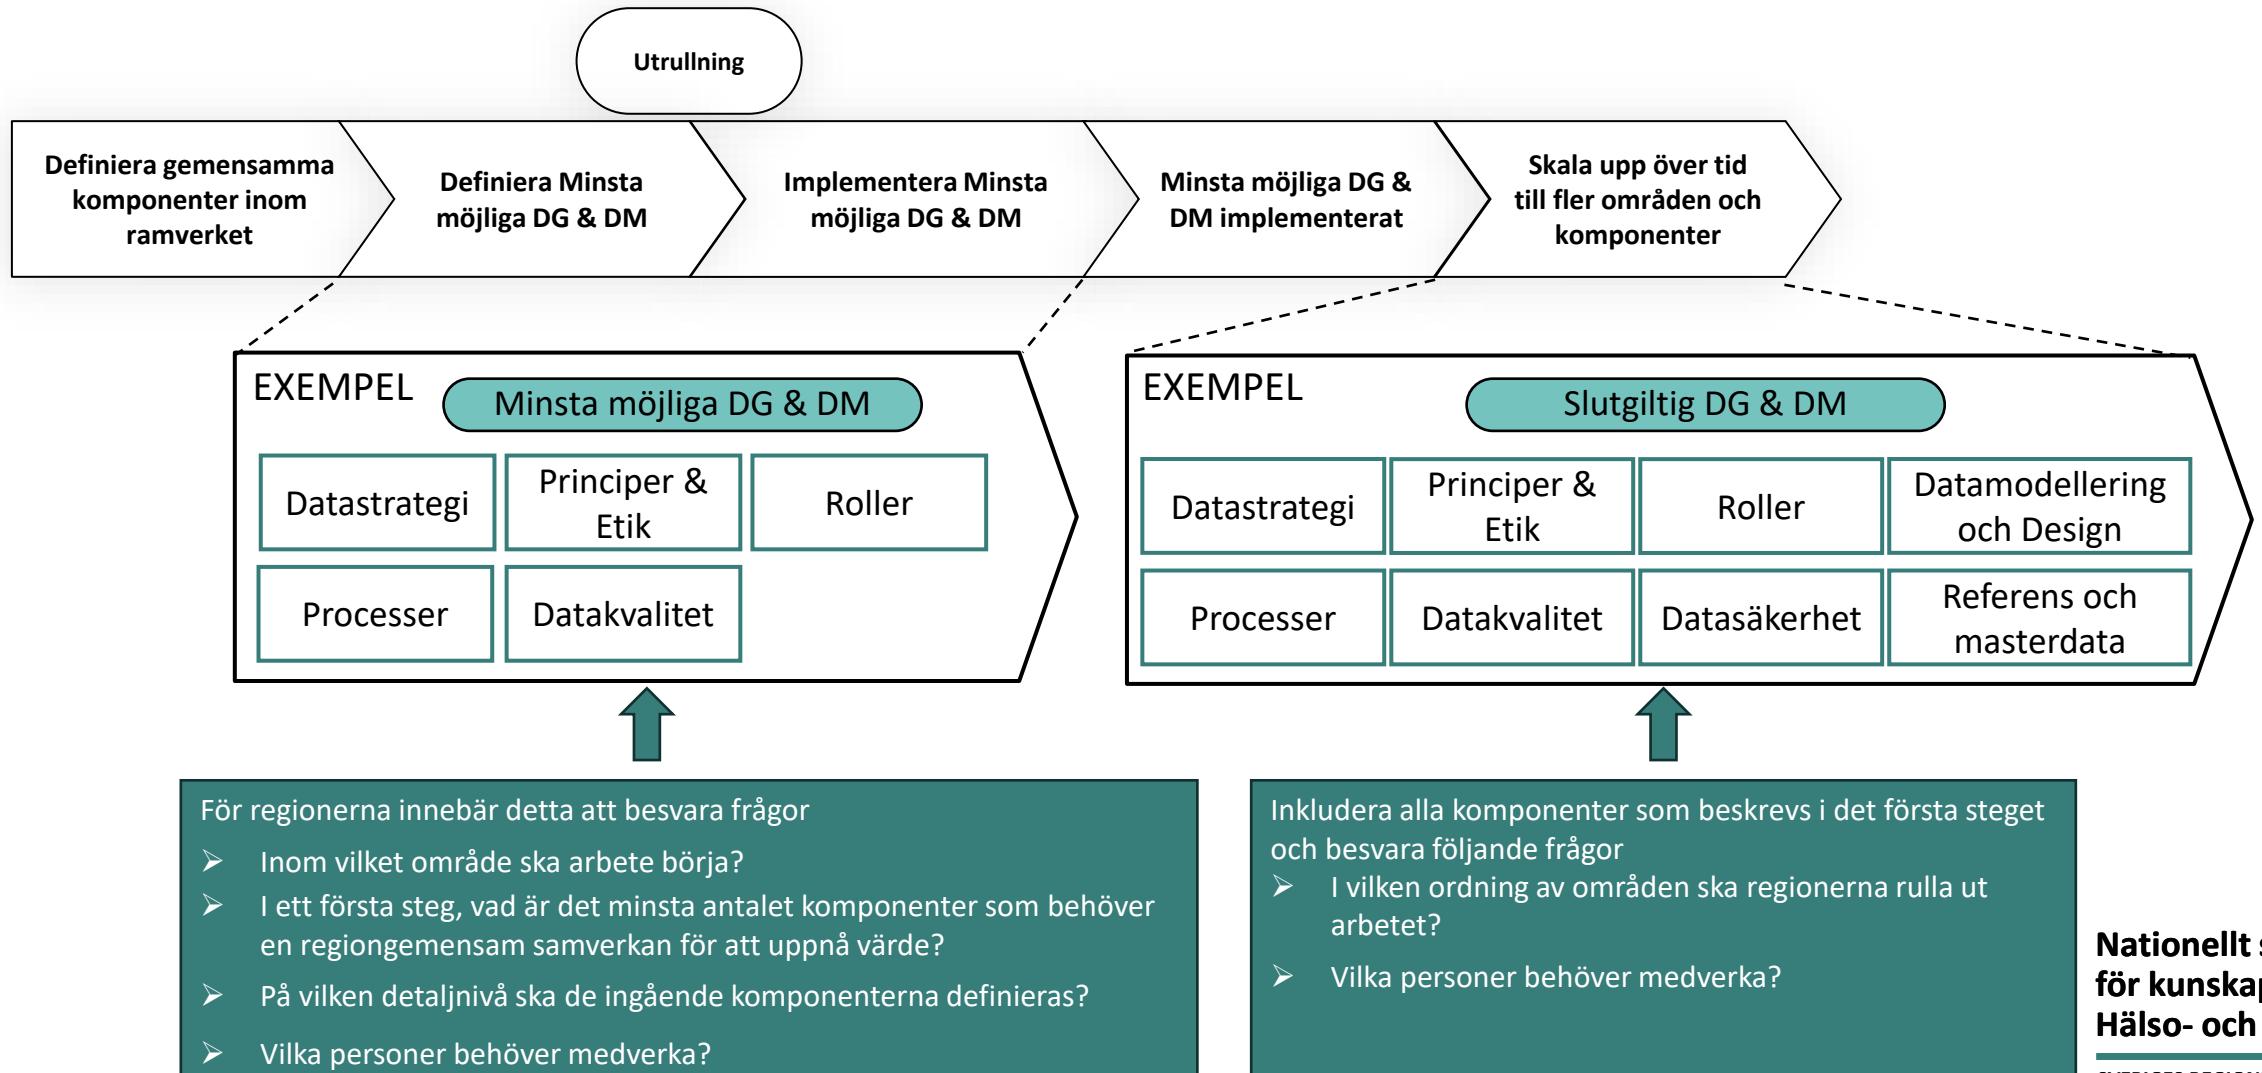 Utrullning
Definiera gemensamma
komponenter inom
ramverket
Definiera Minsta
möjliga DG & DM
Implementera Minsta
möjliga DG & DM
Minsta möjliga DG &
DM implementerat
Skala upp över tid
till fler områden och
komponenter
EXEMPEL
Minsta möjliga DG & DM
Datastrategi
Principer &
Etik
Roller
Processer
Datakvalitet
EXEMPEL
Slutgiltig DG & DM
Datastrategi
Principer &
Etik
Roller
Datamodellering
och Design
Processer
Datakvalitet
Datasäkerhet
Referens och
masterdata
För regionerna innebär detta att besvara frågor
➢ Inom vilket område ska arbete börja?
➢ I ett första steg, vad är det minsta antalet komponenter som behöver
en regiongemensam samverkan för att uppnå värde?
➢ På vilken detaljnivå ska de ingående komponenterna definieras?
➢ Vilka personer behöver medverka?
Inkludera alla komponenter som beskrevs i det första steget
och besvara följande frågor
➢ I vilken ordning av områden ska regionerna rulla ut
arbetet?
➢ Vilka personer behöver medverka?
Nationellt
för
Hälso- och